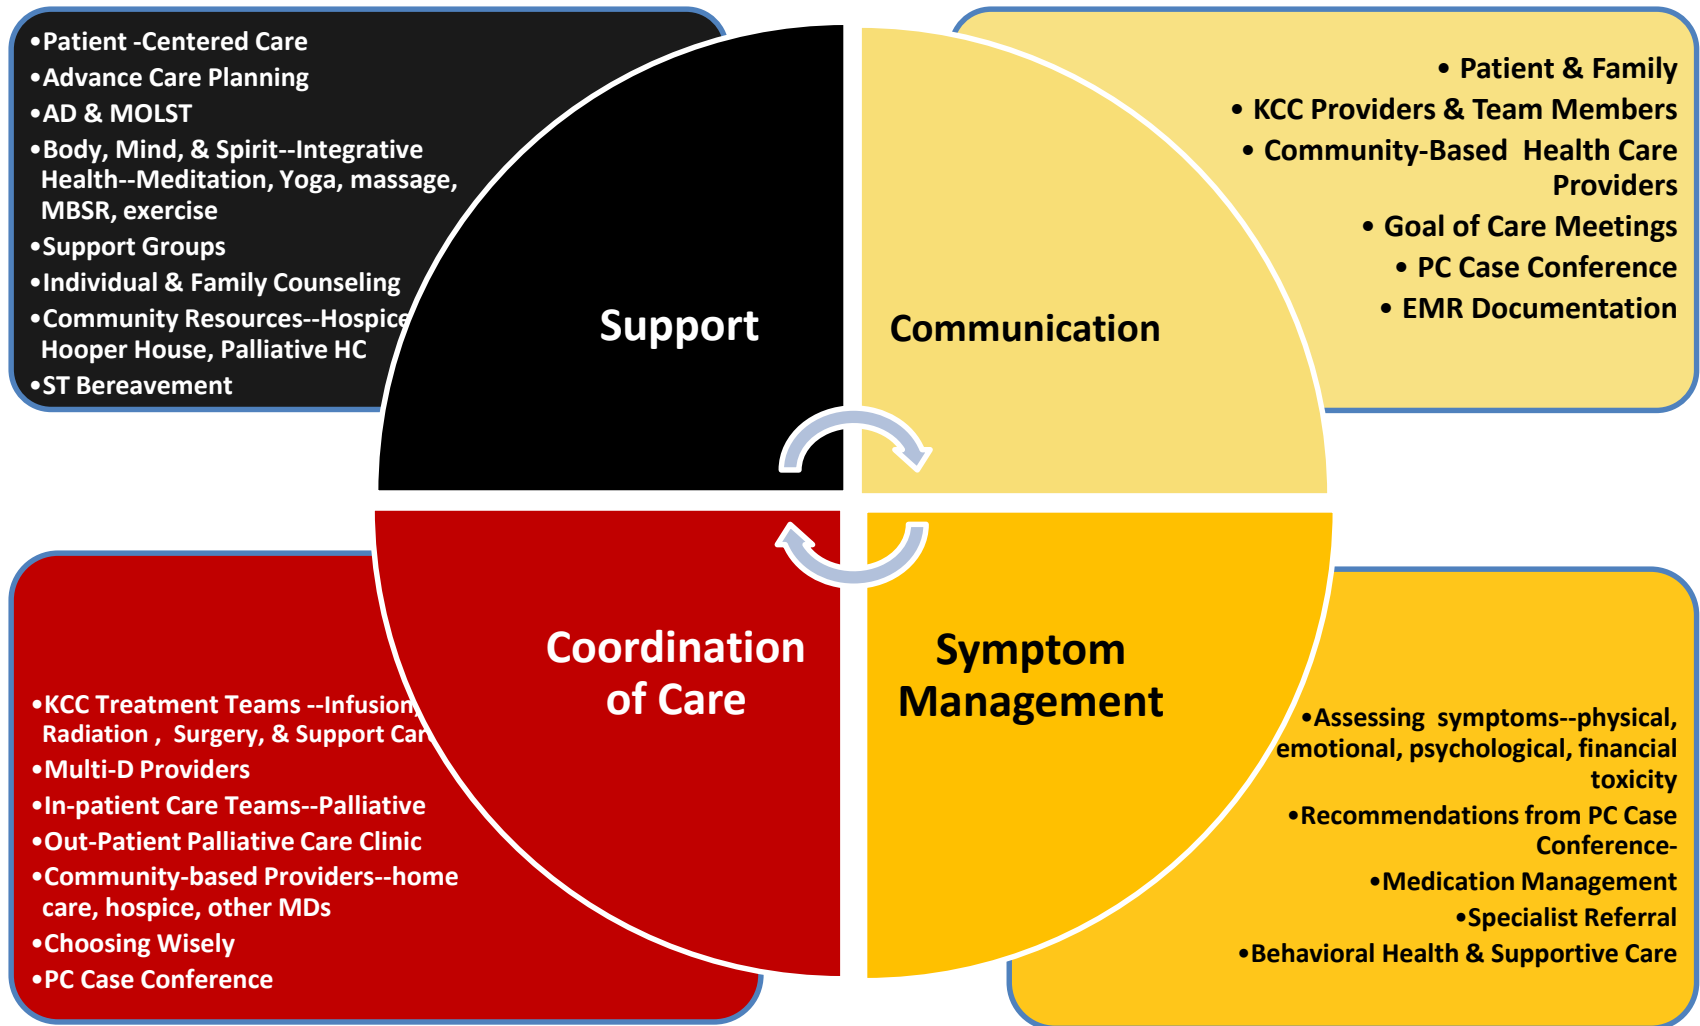 •Patient -Centered Care
•Advance Care Planning
•AD & MOLST
•Body, Mind, & Spirit--Integrative
Health--Meditation, Yoga, massage,
MBSR, exercise
•Support Groups
•Individual & Family Counseling
•Community Resources--Hospice
Hooper House, Palliative HC
•ST Bereavement
Support
• Patient & Family
• KCC Providers & Team Members
• Community-Based Health Care
Providers
• Goal of Care Meetings
• PC Case Conference
• EMR Documentation
Communication
Coordination
of Care
•KCC Treatment Teams --Infusion,
Radiation , Surgery, & Support Care
•Multi-D Providers
•In-patient Care Teams--Palliative
•Out-Patient Palliative Care Clinic
•Community-based Providers--home
care, hospice, other MDs
•Choosing Wisely
•PC Case Conference
Symptom
Management
•Assessing symptoms--physical,
emotional, psychological, financial
toxicity
•Recommendations from PC Case
Conference-
•Medication Management
•Specialist Referral
•Behavioral Health & Supportive Care